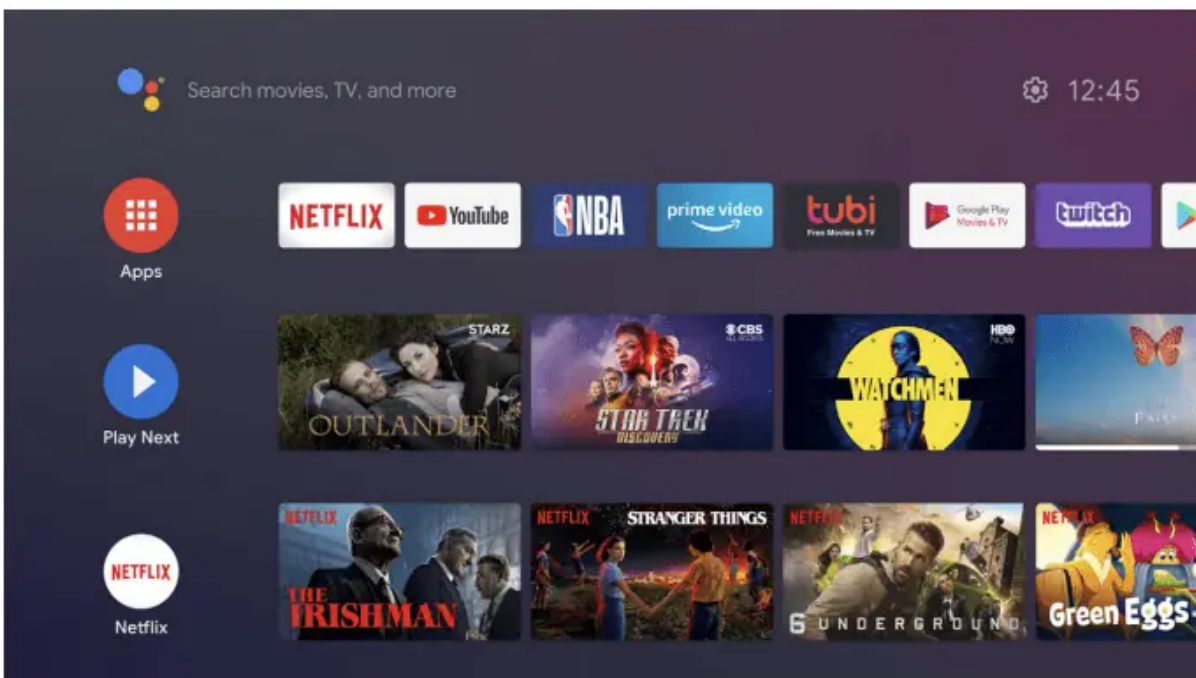 Search movies, TV, and more
12:45
NETFLIX
YouTube
NBA
prime video
tubi
Free Movies & TV
Google Play
Movies & TV
twitch
Apps
STARZ
OUTLANDER
CBS
ALL ACCESS
STAR TREK
DISCOVERY
HBO
NOW
WATCHMEN
Play Next
NETFLIX
THE
IRISHMAN
NETFLIX
STRANGER THINGS
NETFLIX
6 UNDERGROUND
NETFLIX
Green Eggs
NETFLIX
Netflix